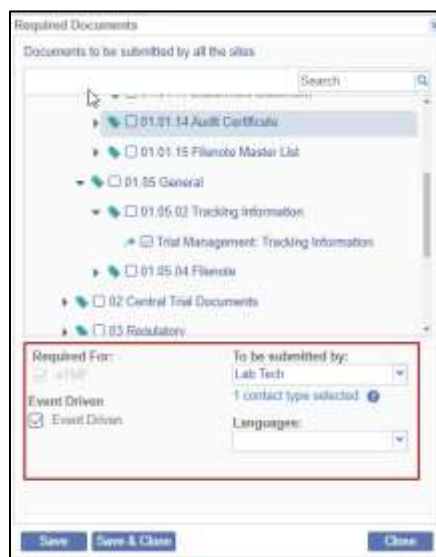 Required Documents
Documents to be submitted by all the sites
Search
01.01.14 Audit Certificate
01.01.15 Filenote Master List
01.05 General
01.05.02 Tracking Information
Trial Management: Tracking Information
01.05.04 Filenote
02 Central Trial Documents
03 Regulatory
Required For:
eTMF
To be submitted by:
Lab Tech
1 contact type selected
Event Driven
Event Driven
Languages:
Save
Save & Close
Close